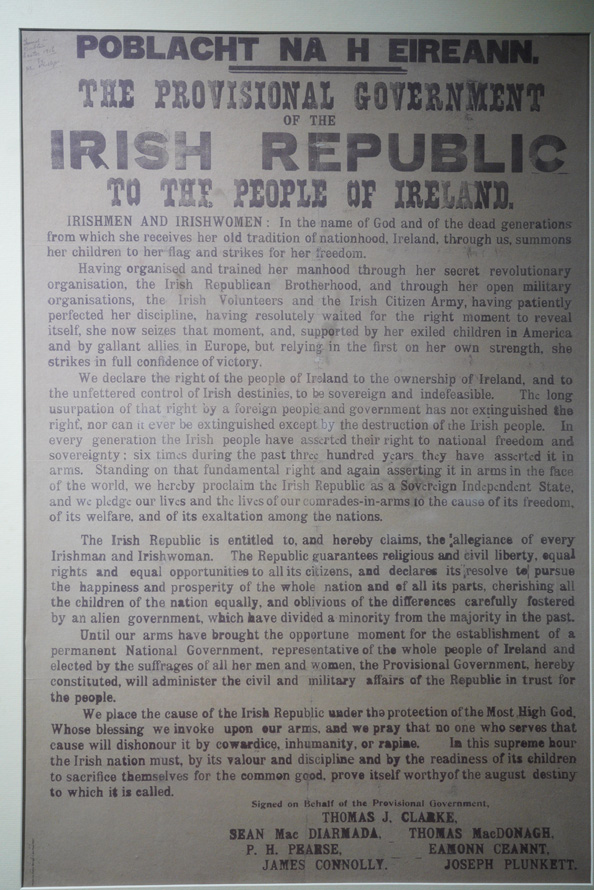 POBLACHT NA H EIREANN.
THE PROVISIONAL GOVERNMENT
OF THE
IRISH REPUBLIC
TO THE PEOPLE OF IRELAND.
IRISHMEN AND IRISHWOMEN: In the name of God and of the dead generations
from which she receives her old tradition of nationhood, Ireland, through us, summons
her children to her flag and strikes for her freedom.
Having organised and trained her manhood through her secret revolutionary
organisation, the Irish Republican Brotherhood, and through her open military
organisations, the Irish Volunteers and the Irish Citizen Army, having patiently
perfected her discipline, having resolutely waited for the right moment to reveal
itself, she now seizes that moment, and, supported by her exiled children in America
and by gallant allies in Europe, but relying in the first on her own strength, she
strikes in full confidence of victory.
We declare the right of the people of Ireland to the ownership of Ireland, and to
the unfettered control of Irish destinies, to be sovereign and indefeasible. The long
usurpation of that right by a foreign people and government has not extinguished the
right, nor can it ever be extinguished except by the destruction of the Irish people. In
every generation the Irish people have asserted their right to national freedom and
sovereignty; six times during the past three hundred years they have asserted it in
arms. Standing on that fundamental right and again asserting it in arms in the face
of the world, we hereby proclaim the Irish Republic as a Sovereign Independent State,
and we pledge our lives and the lives of our comrades-in-arms to the cause of its freedom,
of its welfare, and of its exaltation among the nations.
The Irish Republic is entitled to, and hereby claims, the allegiance of every
Irishman and Irishwoman. The Republic guarantees religious and civil liberty, equal
rights and equal opportunities to all its citizens, and declares its resolve to pursue
the happiness and prosperity of the whole nation and of all its parts, cherishing all
the children of the nation equally, and oblivious of the differences carefully fostered
by an alien government, which have divided a minority from the majority in the past.
Until our arms have brought the opportune moment for the establishment of a
permanent National Government, representative of the whole people of Ireland and
elected by the suffrages of all her men and women, the Provisional Government, hereby
constituted, will administer the civil and military affairs of the Republic in trust for
the people.
We place the cause of the Irish Republic under the protection of the Most High God,
Whose blessing we invoke upon our arms, and we pray that no one who serves that
cause will dishonour it by cowardice, inhumanity, or rapine. In this supreme hour
the Irish nation must, by its valour and discipline and by the readiness of its children
to sacrifice themselves for the common good, prove itself worthy of the august destiny
to which it is called.
Signed on Behalf of the Provisional Government,
THOMAS J. CLARKE,
SEAN Mac DIARMADA, THOMAS MacDONAGH,
P. H. PEARSE, EAMONN CEANNT,
JAMES CONNOLLY. JOSEPH PLUNKETT.